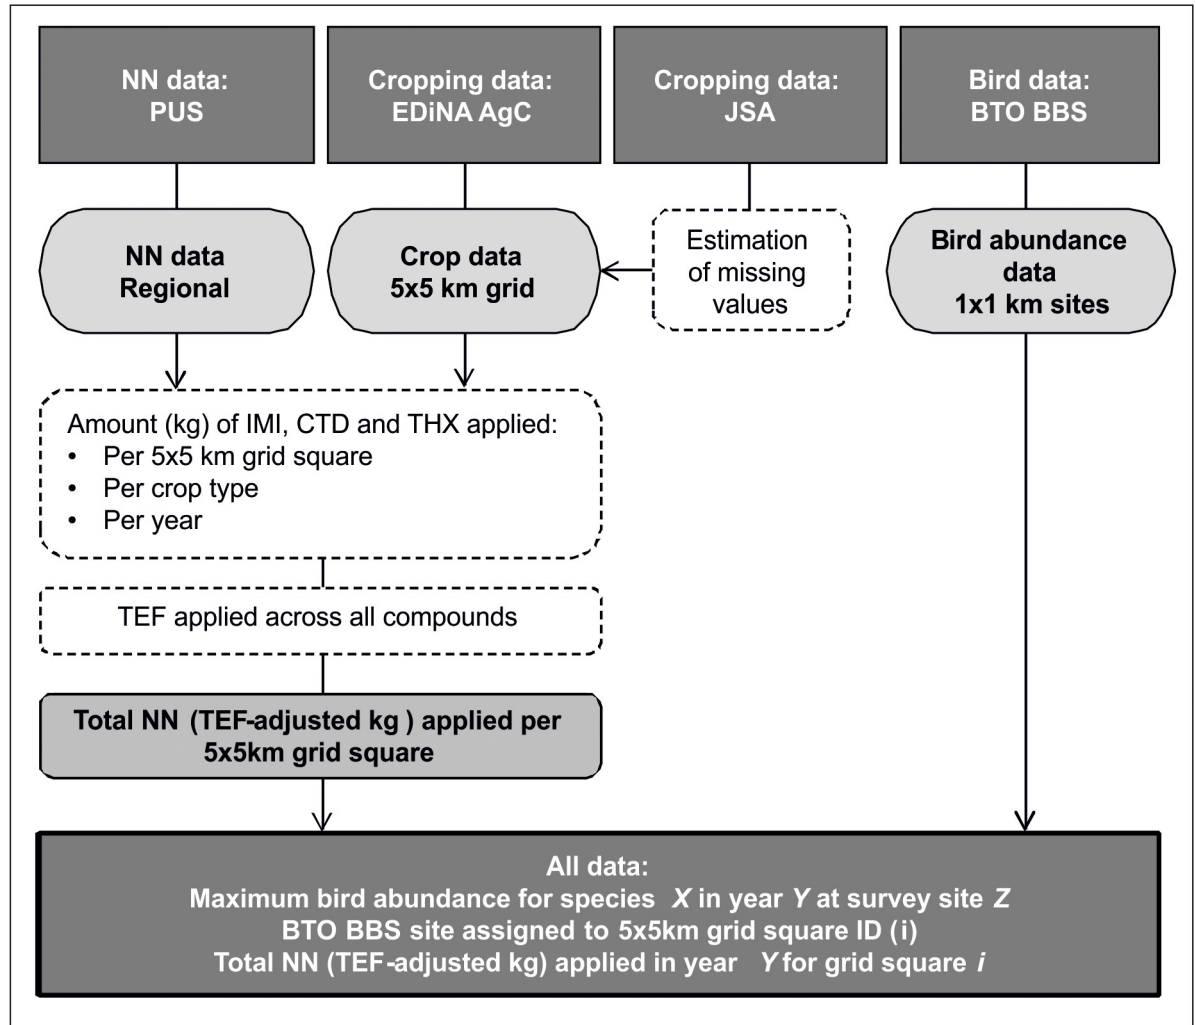 NN data:
PUS
Cropping data:
EDiNA AgC
Cropping data:
JSA
Bird data:
BTO BBS
NN data
Regional
Crop data
5x5 km grid
Estimation
of missing
values
Bird abundance
data
1x1 km sites
Amount (kg) of IMI, CTD and THX applied:
• Per 5x5 km grid square
• Per crop type
• Per year
TEF applied across all compounds
Total NN (TEF-adjusted kg ) applied per
5x5km grid square
All data:
Maximum bird abundance for species X in year Y at survey site Z
BTO BBS site assigned to 5x5km grid square ID (i)
Total NN (TEF-adjusted kg) applied in year Y for grid square i